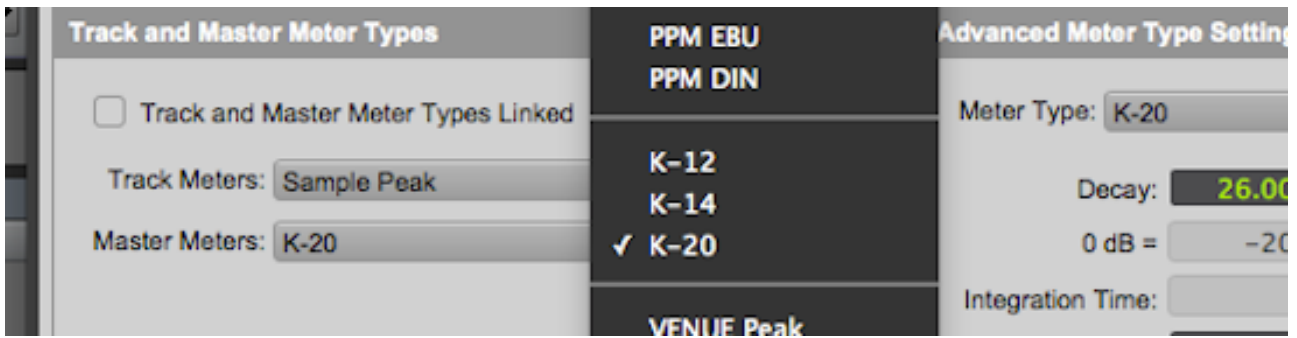 Track and Master Meter Types
Track and Master Meter Types Linked
Track Meters: Sample Peak
Master Meters: K-20
PPM EBU
PPM DIN
K-12
K-14
✓ K-20
VENUE Peak
Advanced Meter Type
Meter Type: K-20
Decay: 26.00
0 dB = -20
Integration Time: